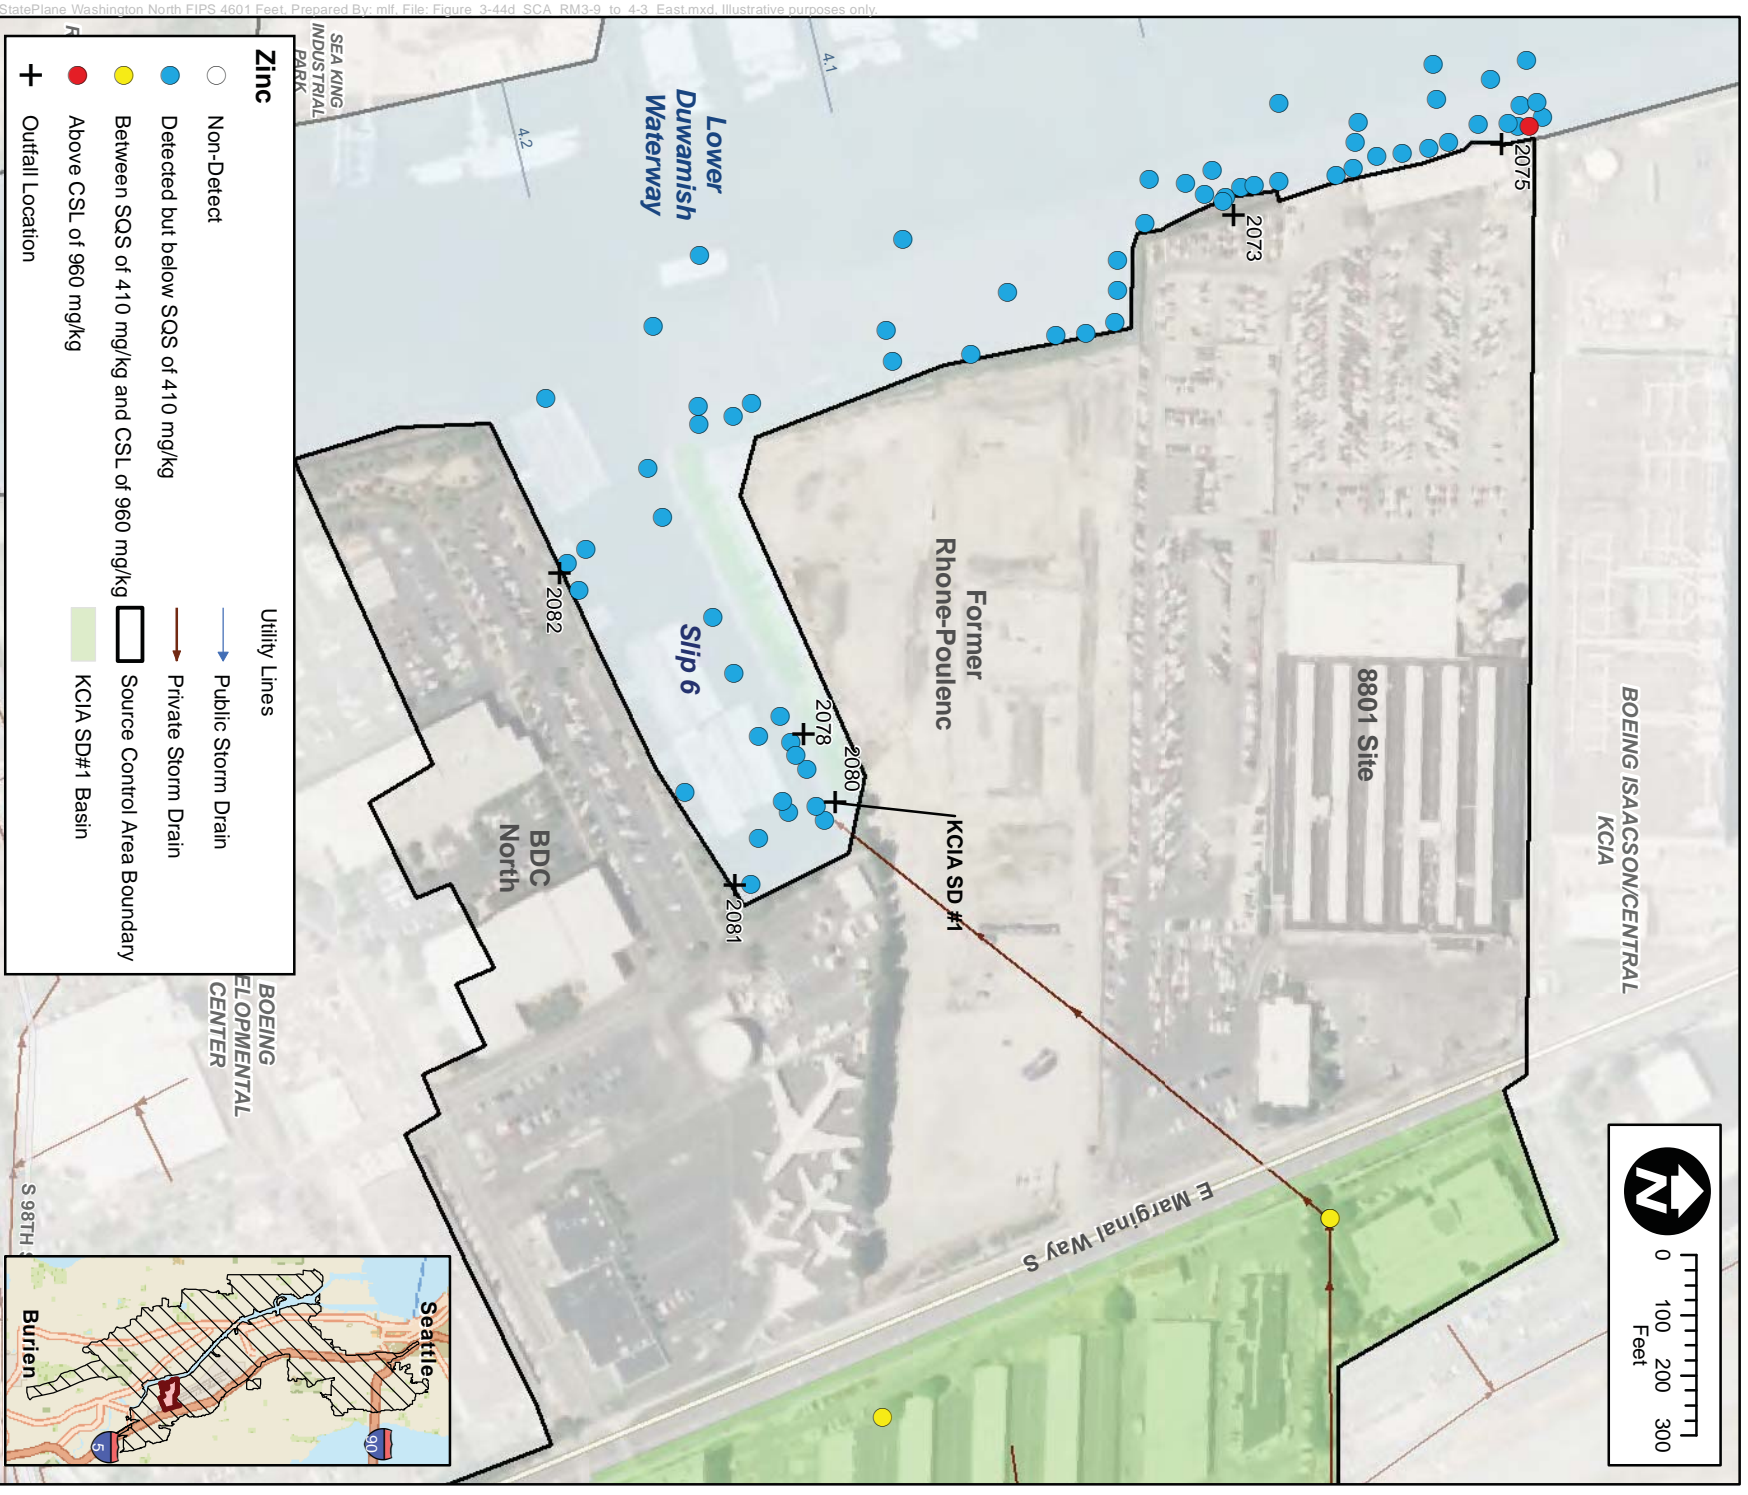 StatePlane Washington North FIPS 4601 Feet, Prepared By: mlf, File: Figure_3-44d_SCA_RM3-9_to_4-3_East.mxd, Illustrative purposes only.
Zinc
Non-Detect
Detected but below SQS of 410 mg/kg
Between SQS of 410 mg/kg and CSL of 960 mg/kg
Above CSL of 960 mg/kg
Outfall Location
Utility Lines
Public Storm Drain
Private Storm Drain
Source Control Area Boundary
KCIA SD#1 Basin
SEA KING
INDUSTRIAL
PARK
4.1
4.2
Lower
Duwamish
Waterway
2075
2073
Former
Rhone-Poulenc
8801 Site
BOEING ISAACSON/CENTRAL
KCIA
2082
Slip 6
2078
2080
KCIA SD #1
2081
BDC
North
BOEING
ELOPMENTAL
CENTER
E Marginal Way S
S 98TH S
N
0 100 200 300
Feet
Seattle
Burien
90
5